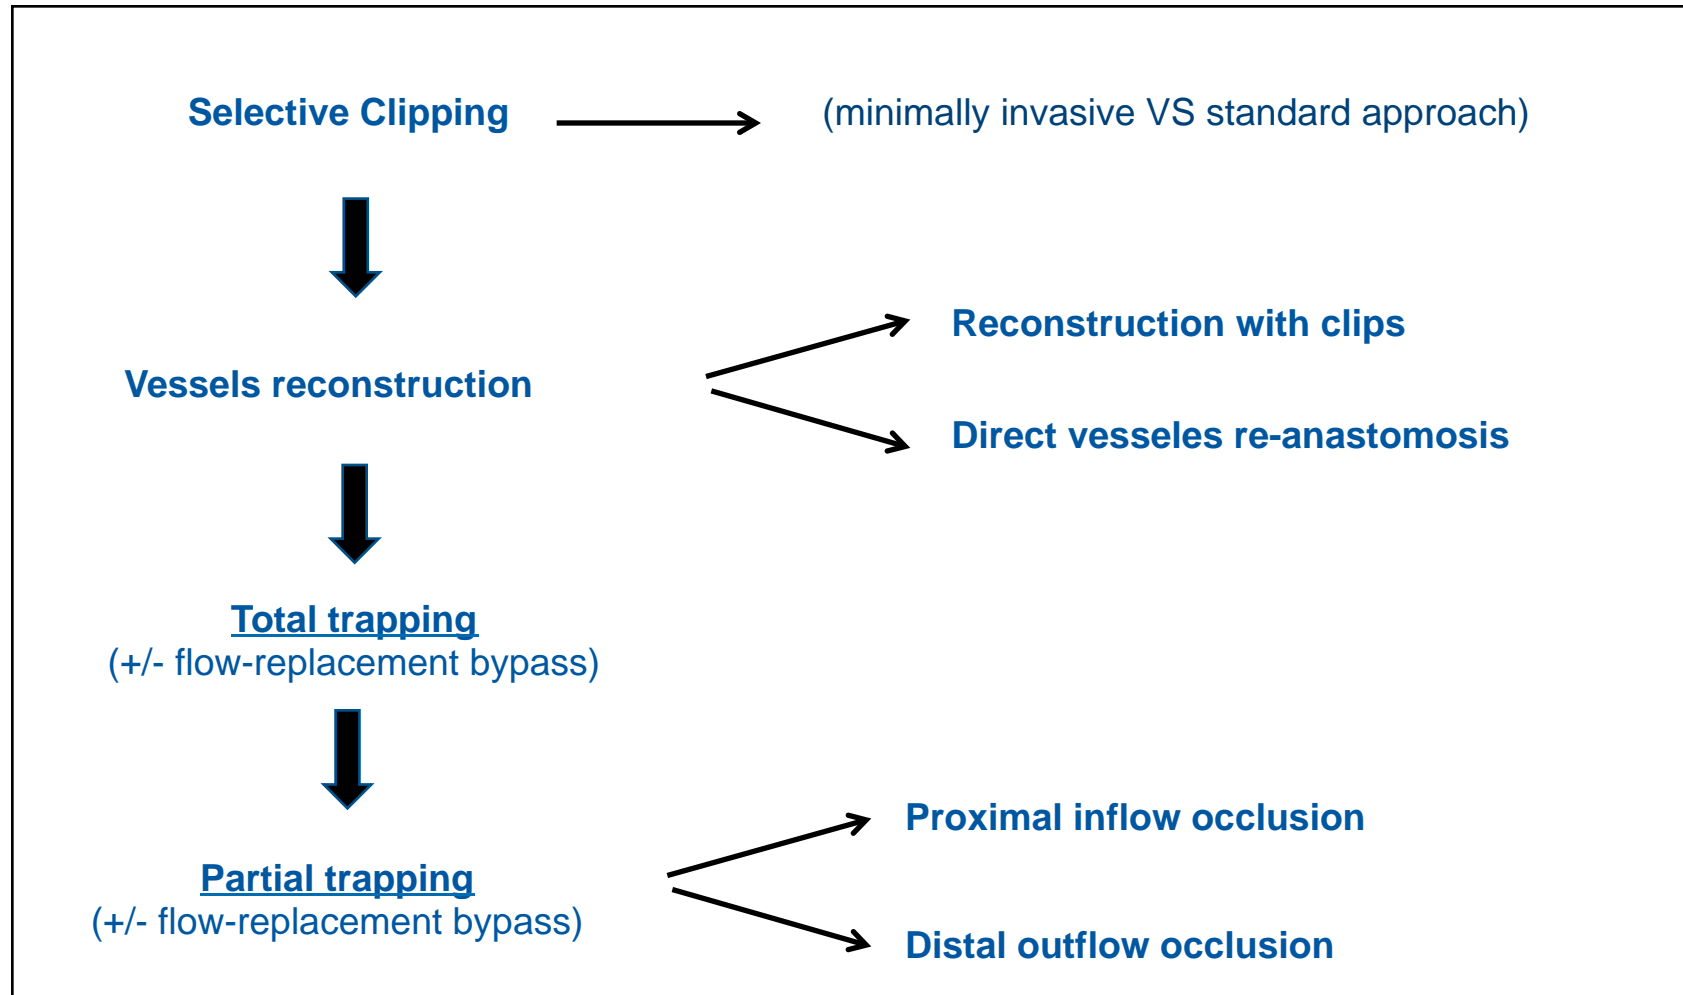 Selective Clipping
(minimally invasive VS standard approach)
Vessels reconstruction
Reconstruction with clips
Direct vesseles re-anastomosis
Total trapping
(+/- flow-replacement bypass)
Partial trapping
(+/- flow-replacement bypass)
Proximal inflow occlusion
Distal outflow occlusion